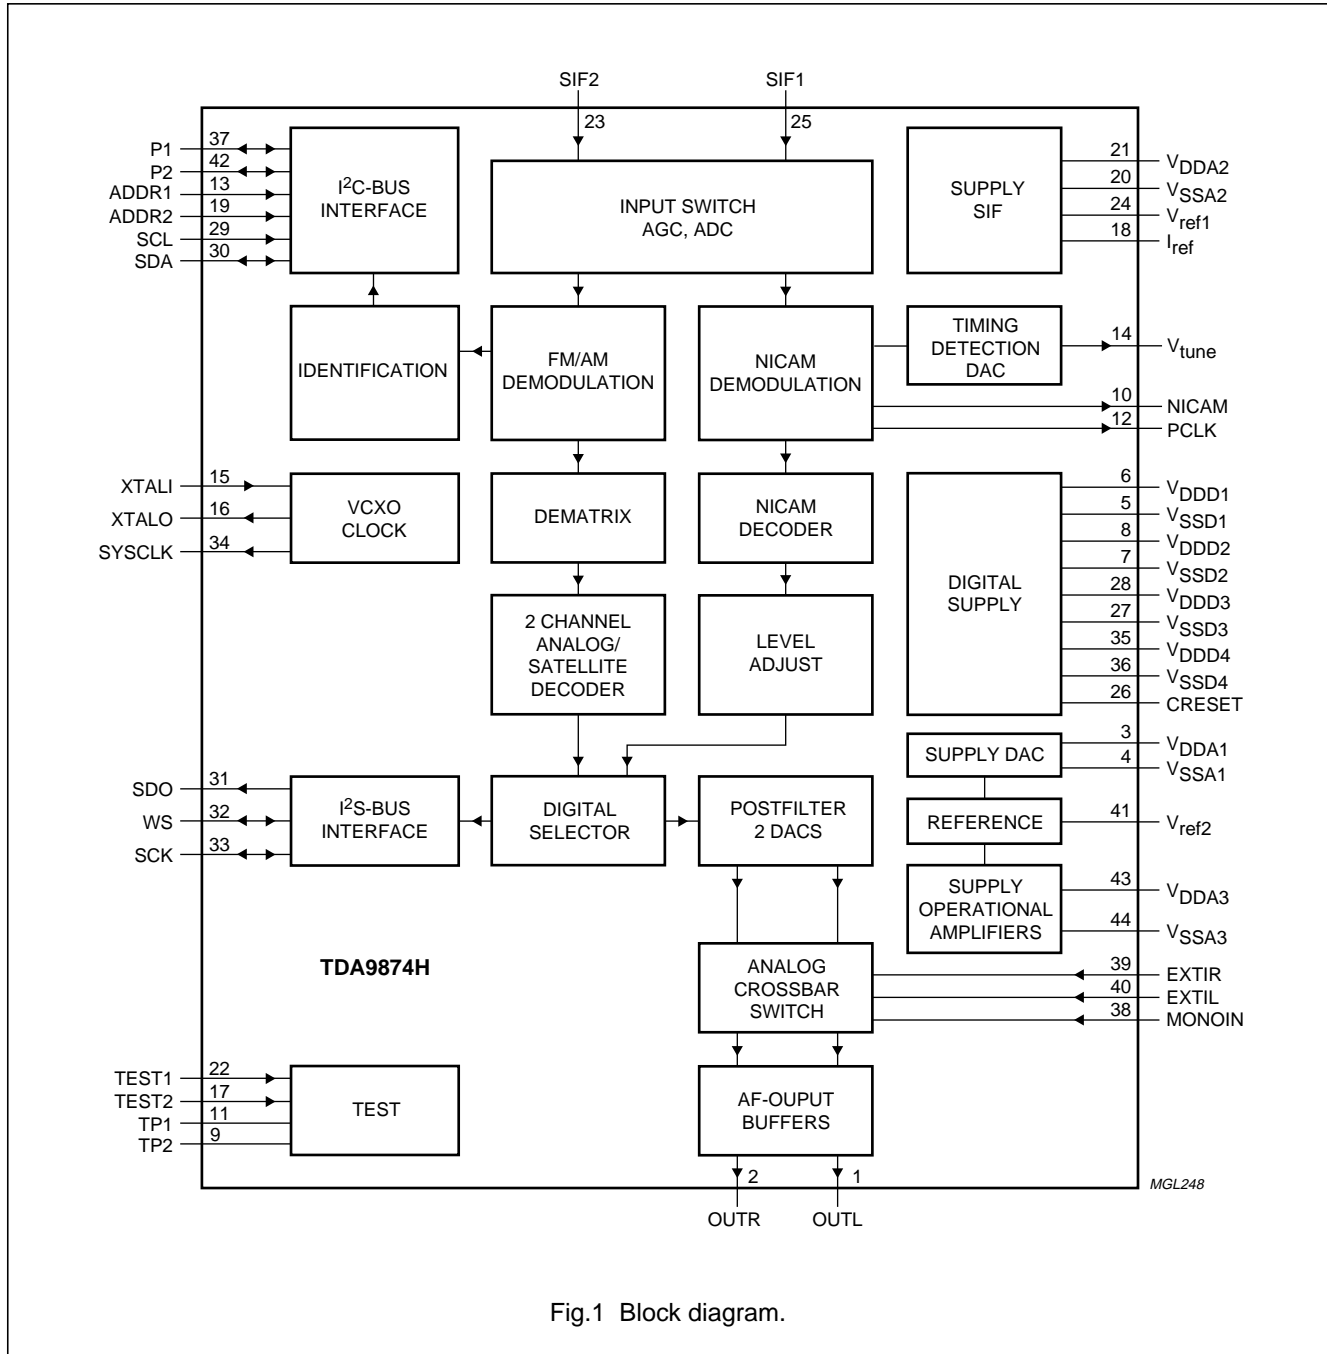 SIF2
SIF1
23
25
P1
37
P2
42
ADDR1
13
ADDR2
19
SCL
29
SDA
30
I²C-BUS
INTERFACE
INPUT SWITCH
AGC, ADC
SUPPLY
SIF
21
VDDA2
20
VSSA2
24
Vref1
18
Iref
IDENTIFICATION
FM/AM
DEMODULATION
NICAM
DEMODULATION
TIMING
DETECTION
DAC
14
Vtune
10
NICAM
12
PCLK
XTALI
15
XTALO
16
SYSCLK
34
VCXO
CLOCK
DEMATRIX
NICAM
DECODER
DIGITAL
SUPPLY
6
VDDD1
5
VSSD1
8
VDDD2
7
VSSD2
28
VDDD3
27
VSSD3
35
VDDD4
36
VSSD4
26
CRESET
2 CHANNEL
ANALOG/
SATELLITE
DECODER
LEVEL
ADJUST
SUPPLY DAC
3
VDDA1
4
VSSA1
SDO
31
WS
32
SCK
33
I²S-BUS
INTERFACE
DIGITAL
SELECTOR
POSTFILTER
2 DACS
REFERENCE
41
Vref2
SUPPLY
OPERATIONAL
AMPLIFIERS
43
VDDA3
44
VSSA3
TDA9874H
ANALOG
CROSSBAR
SWITCH
39
EXTIR
40
EXTIL
38
MONOIN
TEST1
22
TEST2
17
TP1
11
TP2
9
TEST
AF-OUPUT
BUFFERS
2
1
MGL248
OUTR
OUTL
Fig.1 Block diagram.